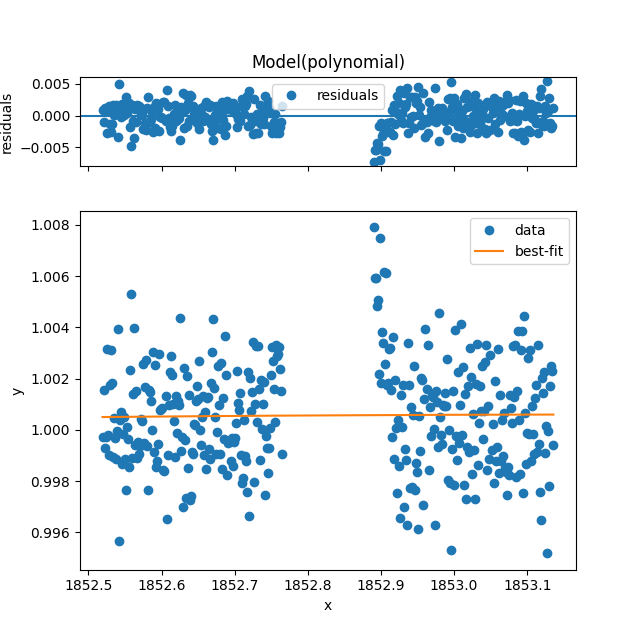 Model(polynomial)
residuals
0.005
0.000
−0.005
residuals
y
1.008
1.006
1.004
1.002
1.000
0.998
0.996
data
best-fit
1852.5 1852.6 1852.7 1852.8 1852.9 1853.0 1853.1
x